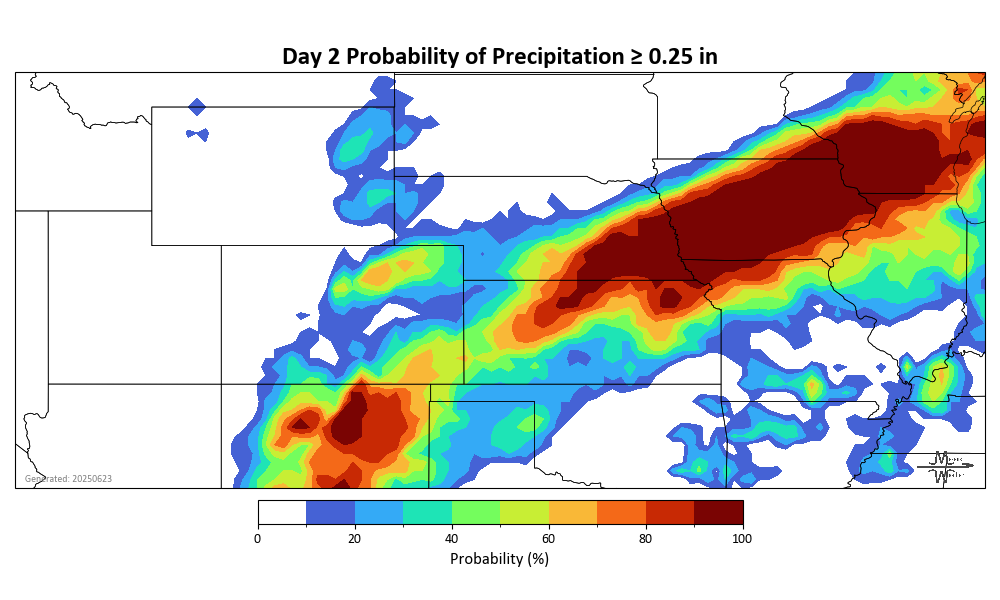 Day 2 Probability of Precipitation ≥ 0.25 in
Generated: 20250623
0 20 40 60 80 100
Probability (%)